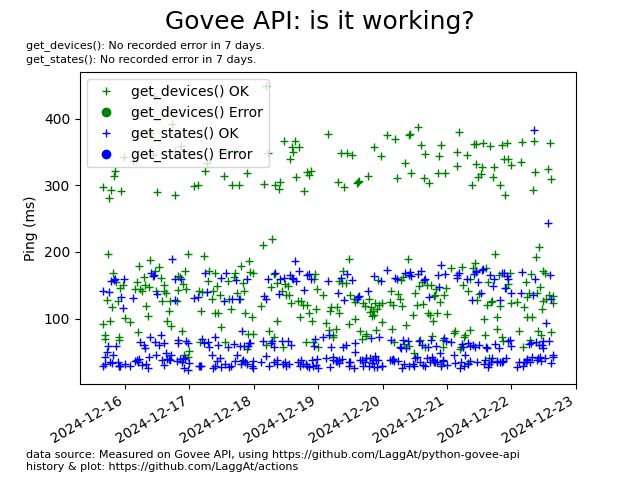 Govee API: is it working?
get_devices(): No recorded error in 7 days.
get_states(): No recorded error in 7 days.
get_devices() OK
get_devices() Error
get_states() OK
get_states() Error
Ping (ms)
400
300
200
100
2024-12-16
2024-12-17
2024-12-18
2024-12-19
2024-12-20
2024-12-21
2024-12-22
2024-12-23
data source: Measured on Govee API, using https://github.com/LaggAt/python-govee-api
history & plot: https://github.com/LaggAt/actions